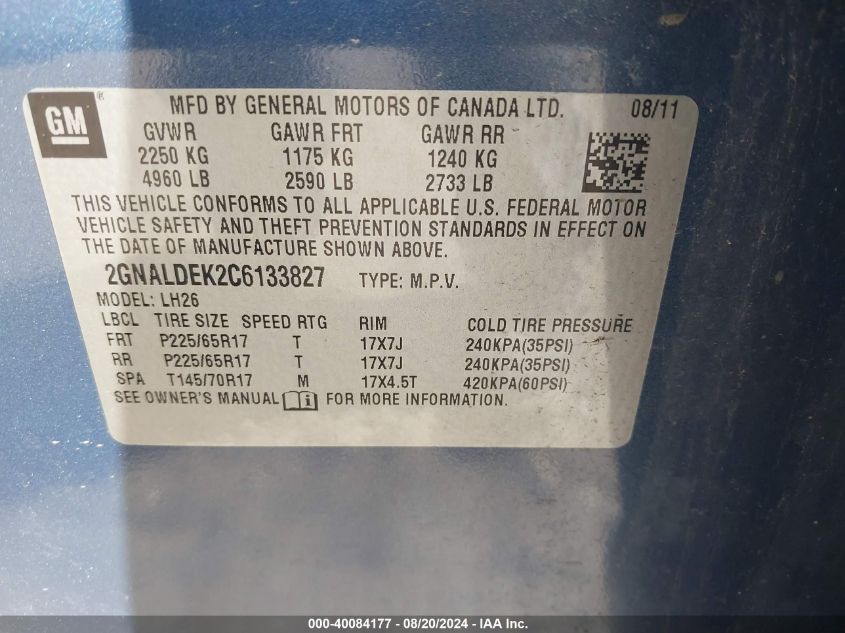 GM® MFD BY GENERAL MOTORS OF CANADA LTD. 08/11
GVWR GAWR FRT GAWR RR
2250 KG 1175 KG 1240 KG
4960 LB 2590 LB 2733 LB
THIS VEHICLE CONFORMS TO ALL APPLICABLE U.S. FEDERAL MOTOR
VEHICLE SAFETY AND THEFT PREVENTION STANDARDS IN EFFECT ON
THE DATE OF MANUFACTURE SHOWN ABOVE.
2GNALDEK2C6133827 TYPE: M.P.V.
MODEL: LH26
LBCL TIRE SIZE SPEED RTG RIM COLD TIRE PRESSURE
FRT P225/65R17 T 17X7J 240KPA(35PSI)
RR P225/65R17 T 17X7J 240KPA(35PSI)
SPA T145/70R17 M 17X4.5T 420KPA(60PSI)
SEE OWNER'S MANUAL FOR MORE INFORMATION.
000-40084177 - 08/20/2024 - IAA Inc.